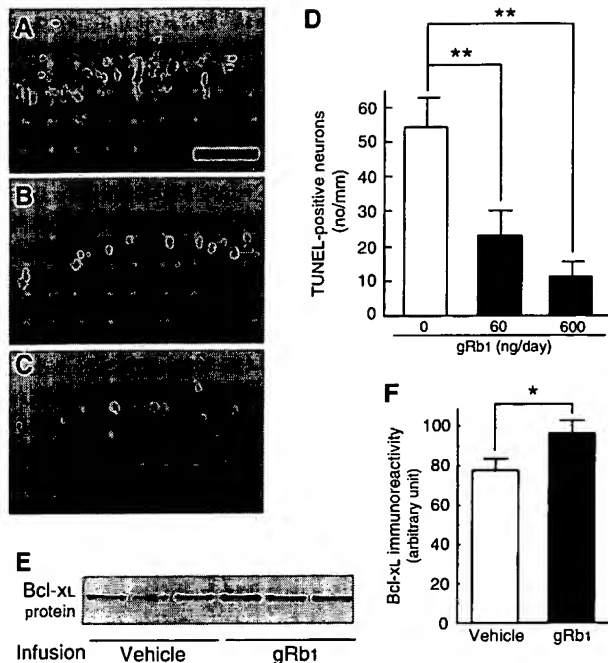 A
B
C
D
**
**
TUNEL-positive neurons
(no/mm)
60
50
40
30
20
10
0
0 60 600
gRb1 (ng/day)
E
Bcl-XL
protein
Infusion Vehicle gRb1
F
*
Bcl-XL immunoreactivity
(arbitrary unit)
100
80
60
40
20
0
Vehicle gRb1